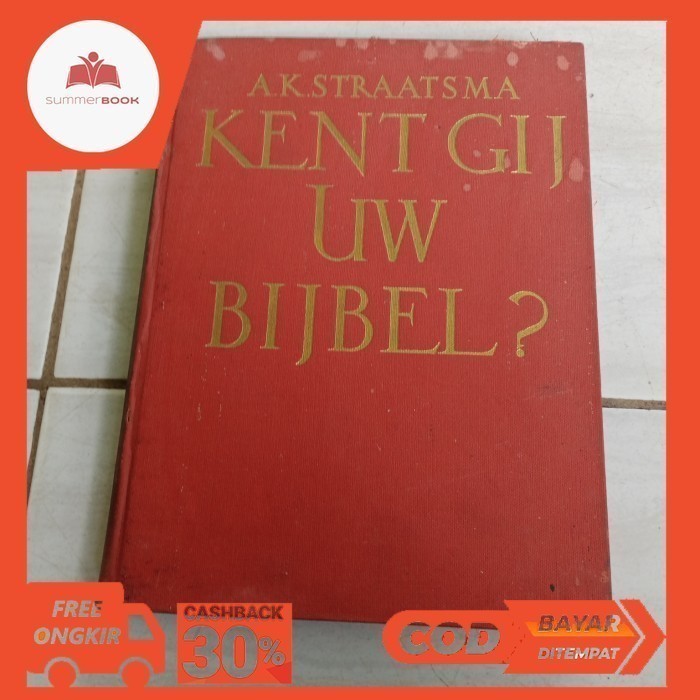 summerBOOK
A.K.STRAATSMA
KENT GIJ
UW
BIJBEL?
FREE
ONGKIR
CASHBACK
30%
COD
BAYAR
DITEMPAT